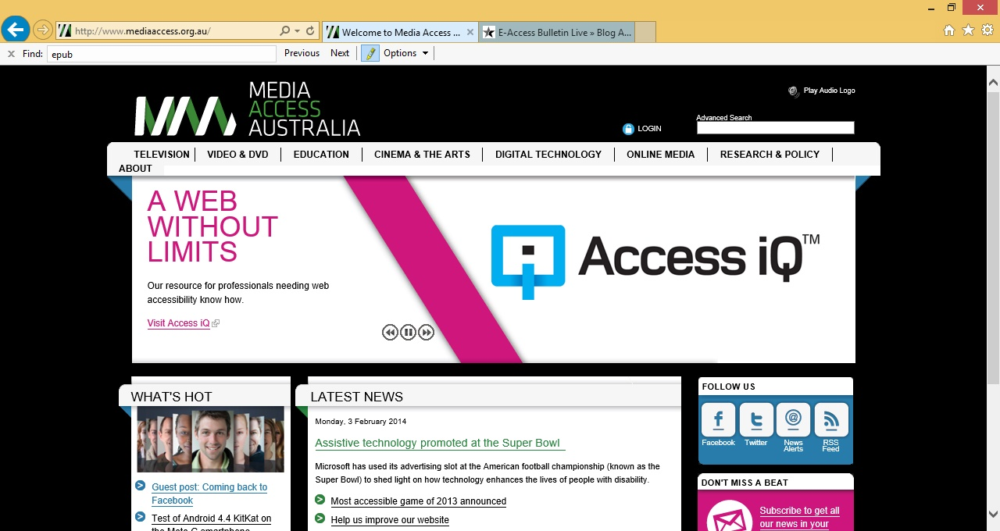 http://www.mediaaccess.org.au/
Welcome to Media Access ...
E-Access Bulletin Live » Blog A...
x Find: epub Previous Next Options
MEDIA
ACCESS
AUSTRALIA
Play Audio Logo
LOGIN
Advanced Search
TELEVISION VIDEO & DVD EDUCATION CINEMA & THE ARTS DIGITAL TECHNOLOGY ONLINE MEDIA RESEARCH & POLICY
ABOUT
A WEB
WITHOUT
LIMITS
Our resource for professionals needing web
accessibility know how.
Visit Access iQ
Access iQ™
WHAT'S HOT
Guest post: Coming back to
Facebook
Test of Android 4.4 KitKat on
the Moto G smartphone
LATEST NEWS
Monday, 3 February 2014
Assistive technology promoted at the Super Bowl
Microsoft has used its advertising slot at the American football championship (known as the
Super Bowl) to shed light on how technology enhances the lives of people with disability.
Most accessible game of 2013 announced
Help us improve our website
FOLLOW US
Facebook
Twitter
News
Alerts
RSS
Feed
DON'T MISS A BEAT
Subscribe to get all
our news in your